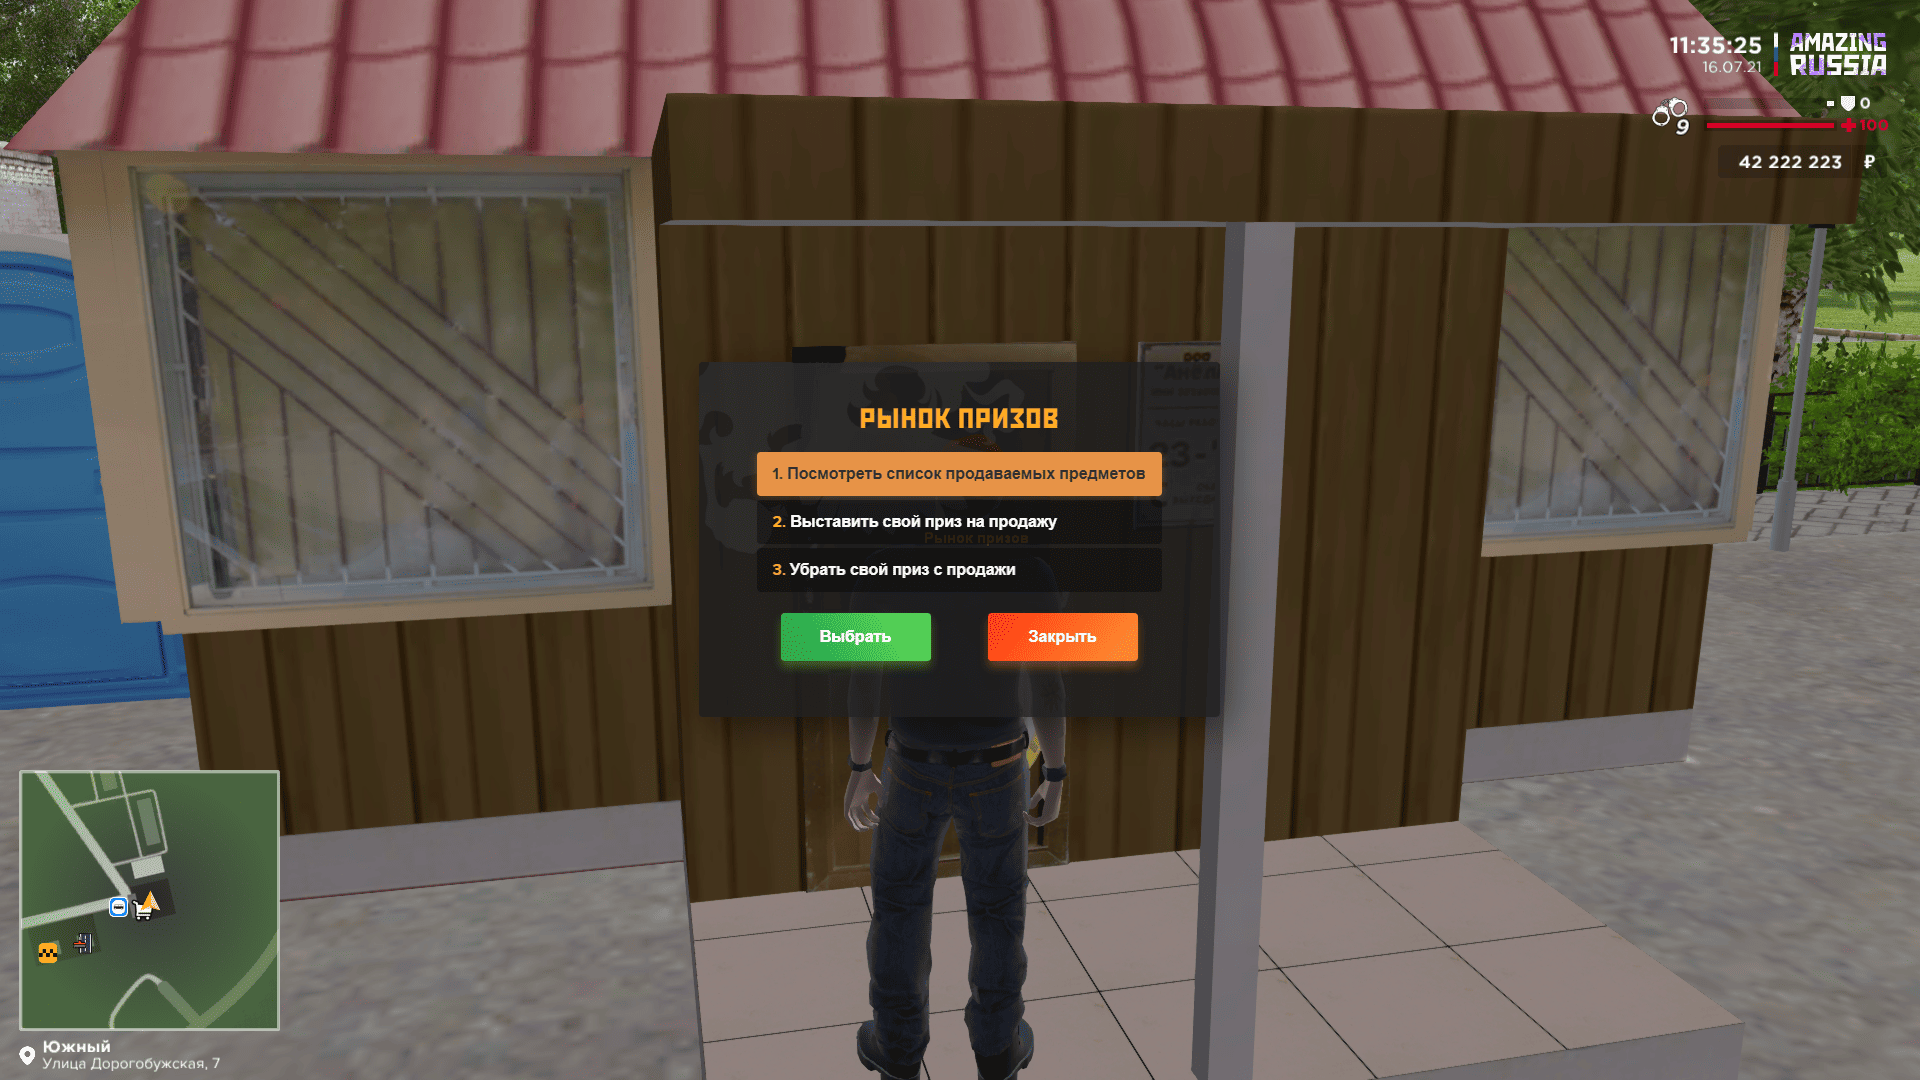 11:35:25
16.07.21
AMAZING
RUSSIA
0
9
100
42 222 223 ₽
РЫНОК ПРИЗОВ
1. Посмотреть список продаваемых предметов
2. Выставить свой приз на продажу
Рынок призов
3. Убрать свой приз с продажи
Выбрать
Закрыть
Южный
Улица Дорогобужская, 7